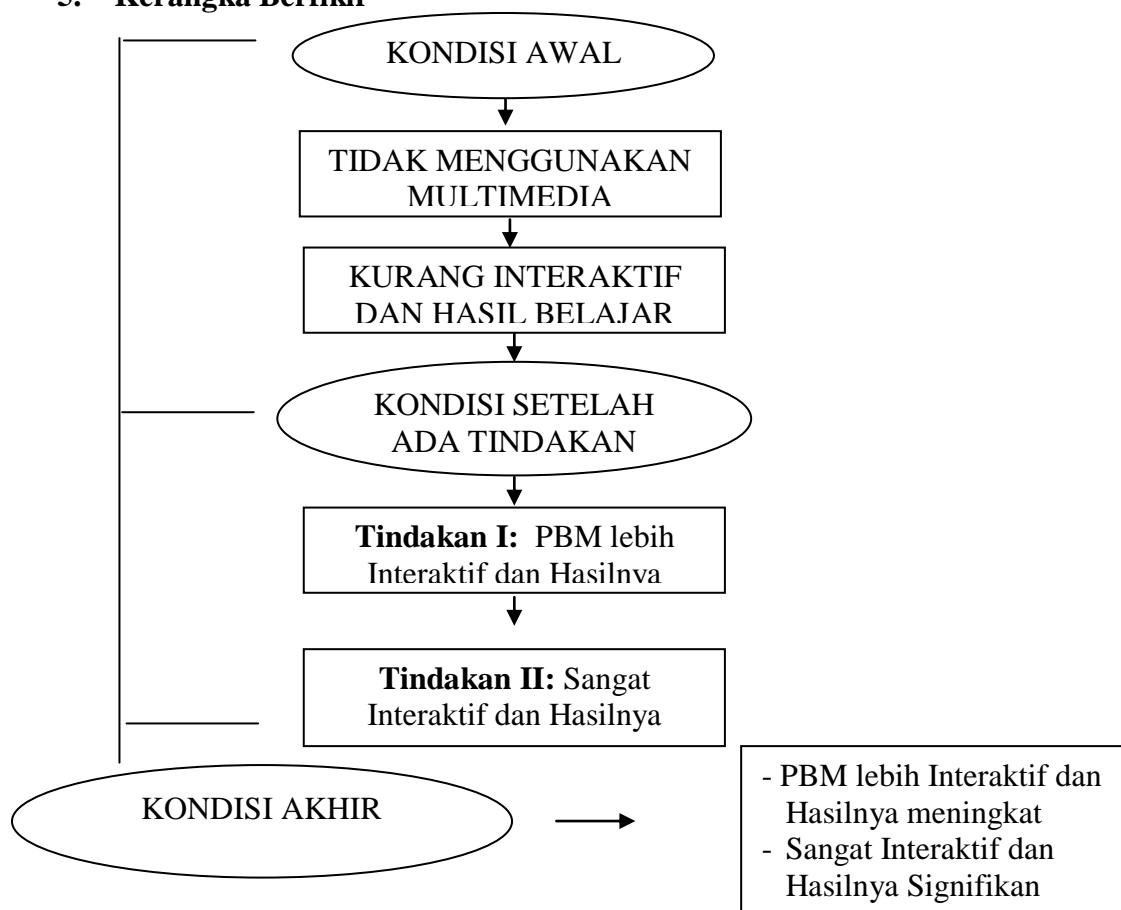 Kerangka Berfikir
KONDISI AWAL
TIDAK MENGGUNAKAN
MULTIMEDIA
KURANG INTERAKTIF
DAN HASIL BELAJAR
KONDISI SETELAH
ADA TINDAKAN
Tindakan I: PBM lebih
Interaktif dan Hasilnya
Tindakan II: Sangat
Interaktif dan Hasilnya
KONDISI AKHIR
- PBM lebih Interaktif dan
Hasilnya meningkat
- Sangat Interaktif dan
Hasilnya Signifikan